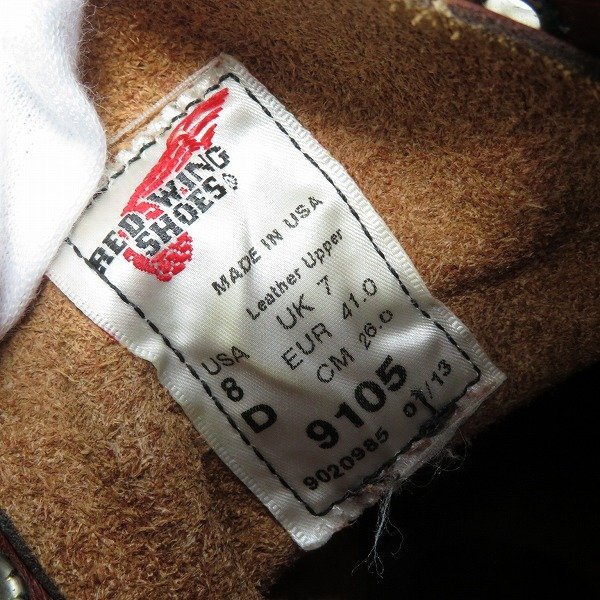 RED WING
SHOES
MADE IN USA
Leather Upper
USA UK 7
8 EUR 41.0
D CM 26.0
9105
9020985 01/13